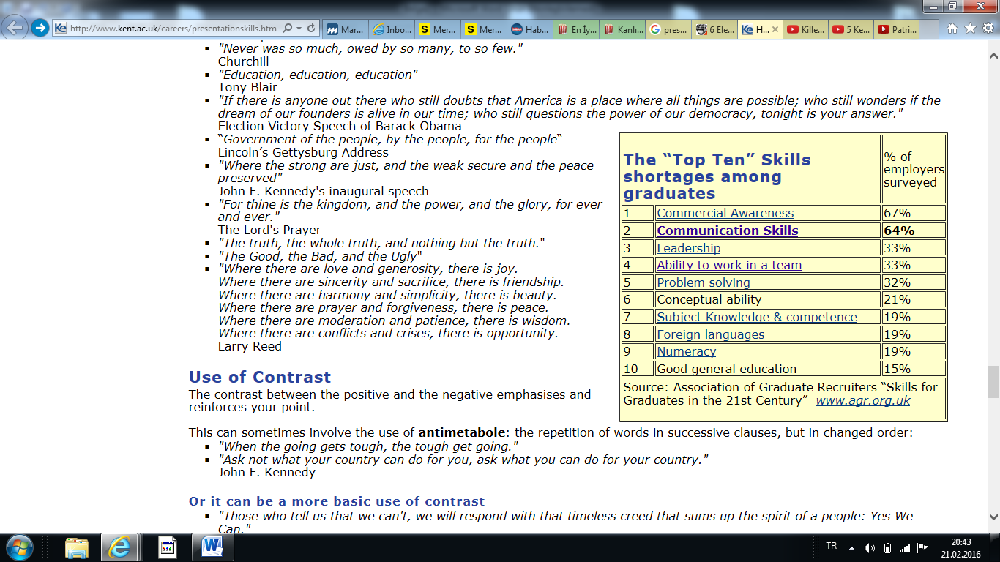 http://www.kent.ac.uk/careers/presentationskills.htm
Mar...
Inbo...
Mer...
Mer...
Hab...
En İy...
Kanlı...
pres...
6 Ele...
H...
Kille...
5 Ke...
Patri...
"Never was so much, owed by so many, to so few."
Churchill
"Education, education, education"
Tony Blair
"If there is anyone out there who still doubts that America is a place where all things are possible; who still wonders if the
dream of our founders is alive in our time; who still questions the power of our democracy, tonight is your answer."
Election Victory Speech of Barack Obama
“Government of the people, by the people, for the people“
Lincoln’s Gettysburg Address
"Where the strong are just, and the weak secure and the peace
preserved"
John F. Kennedy's inaugural speech
"For thine is the kingdom, and the power, and the glory, for ever
and ever."
The Lord's Prayer
"The truth, the whole truth, and nothing but the truth."
"The Good, the Bad, and the Ugly"
"Where there are love and generosity, there is joy.
Where there are sincerity and sacrifice, there is friendship.
Where there are harmony and simplicity, there is beauty.
Where there are prayer and forgiveness, there is peace.
Where there are moderation and patience, there is wisdom.
Where there are conflicts and crises, there is opportunity.
Larry Reed
The “Top Ten” Skills
shortages among
graduates
% of
employers
surveyed
1 Commercial Awareness 67%
2 Communication Skills 64%
3 Leadership 33%
4 Ability to work in a team 33%
5 Problem solving 32%
6 Conceptual ability 21%
7 Subject Knowledge & competence 19%
8 Foreign languages 19%
9 Numeracy 19%
10 Good general education 15%
Source: Association of Graduate Recruiters “Skills for
Graduates in the 21st Century” www.agr.org.uk
Use of Contrast
The contrast between the positive and the negative emphasises and
reinforces your point.
This can sometimes involve the use of antimetabole: the repetition of words in successive clauses, but in changed order:
"When the going gets tough, the tough get going."
"Ask not what your country can do for you, ask what you can do for your country."
John F. Kennedy
Or it can be a more basic use of contrast
"Those who tell us that we can't, we will respond with that timeless creed that sums up the spirit of a people: Yes We
Can."
TR
20:43
21.02.2016